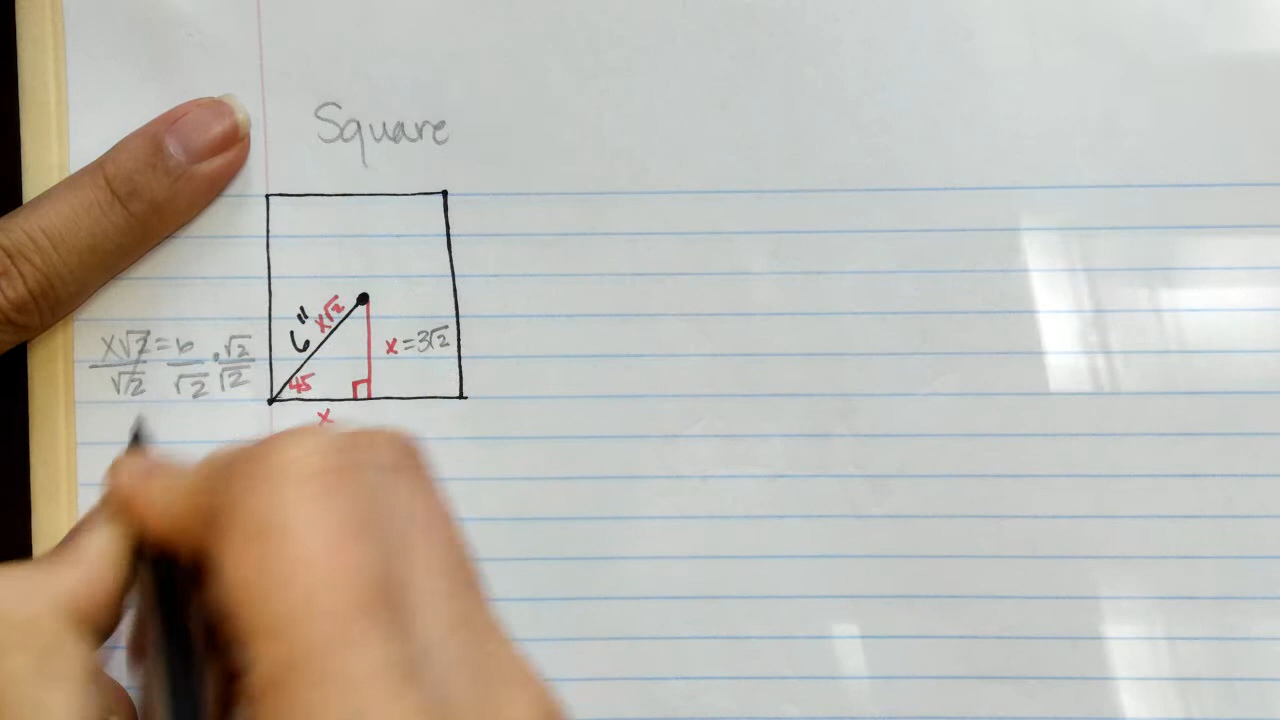 Square
6" x√2
x√2 = 6 · √2
√2 √2 √2
x = 3√2
45
x